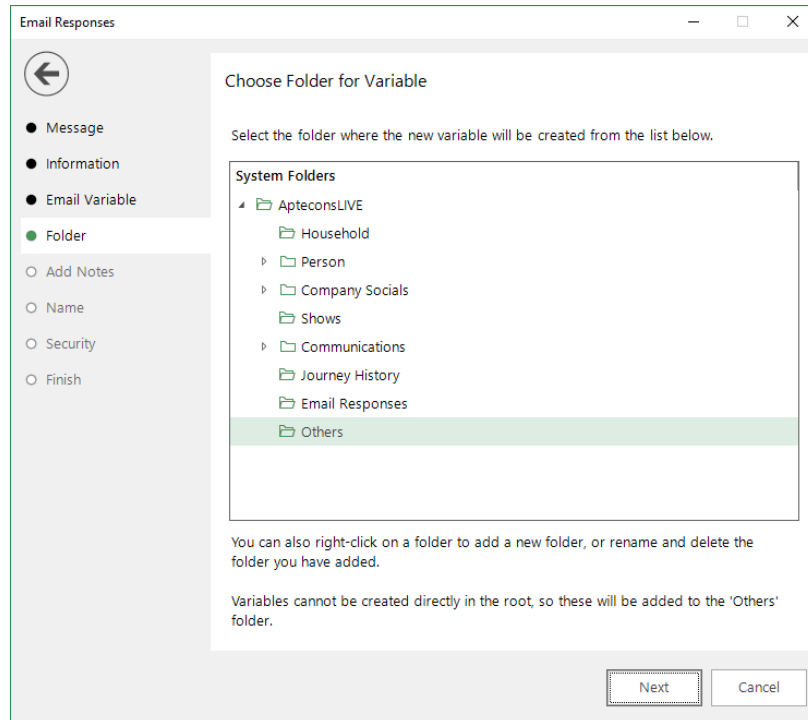 Email Responses
Message
Information
Email Variable
Folder
Add Notes
Name
Security
Finish
Choose Folder for Variable
Select the folder where the new variable will be created from the list below.
System Folders
ApteconsLIVE
Household
Person
Company Socials
Shows
Communications
Journey History
Email Responses
Others
You can also right-click on a folder to add a new folder, or rename and delete the
folder you have added.
Variables cannot be created directly in the root, so these will be added to the 'Others'
folder.
Next
Cancel